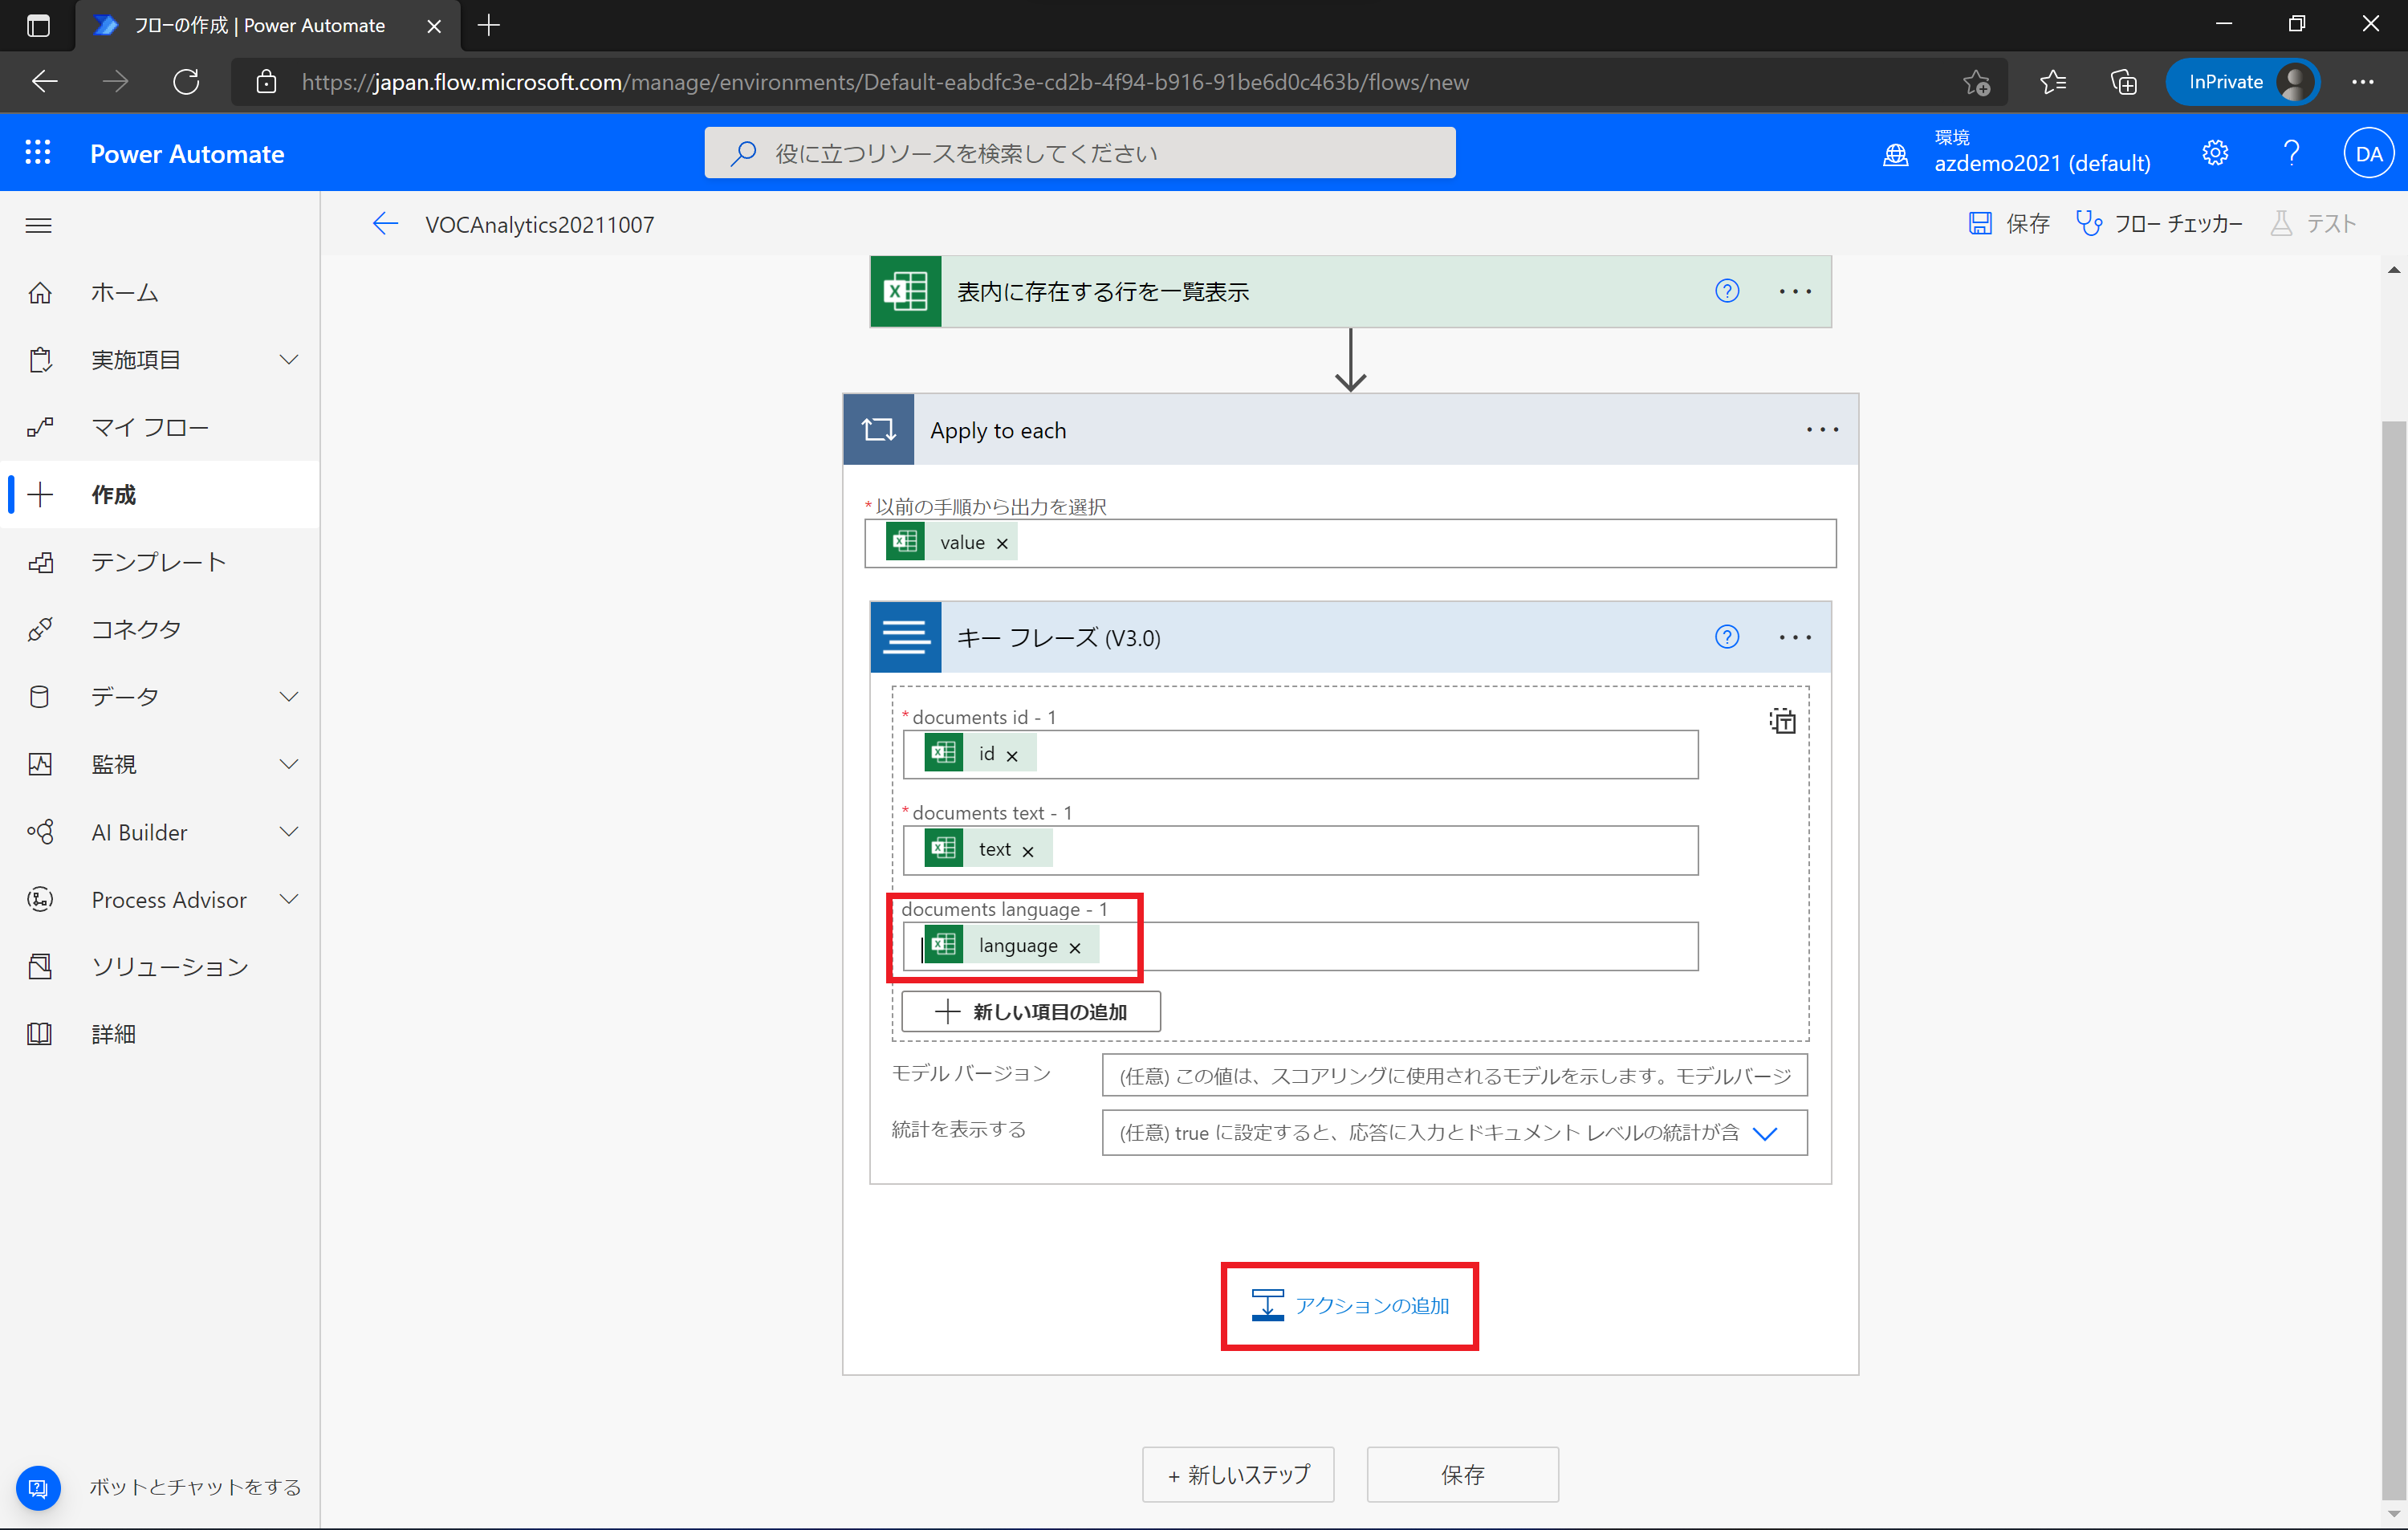 フローの作成 | Power Automate
https://japan.flow.microsoft.com/manage/environments/Default-eabdfc3e-cd2b-4f94-b916-91be6d0c463b/flows/new
InPrivate
Power Automate
役に立つリソースを検索してください
環境
azdemo2021 (default)
DA
VOCAnalytics20211007
保存
フロー チェッカー
テスト
ホーム
実施項目
マイ フロー
作成
テンプレート
コネクタ
データ
監視
AI Builder
Process Advisor
ソリューション
詳細
ボットとチャットをする
表内に存在する行を一覧表示
Apply to each
*以前の手順から出力を選択
value
キー フレーズ (V3.0)
*documents id - 1
id
*documents text - 1
text
documents language - 1
language
新しい項目の追加
モデル バージョン
(任意) この値は、スコアリングに使用されるモデルを示します。モデルバージ
統計を表示する
(任意) true に設定すると、応答に入力とドキュメント レベルの統計が含
アクションの追加
+ 新しいステップ
保存